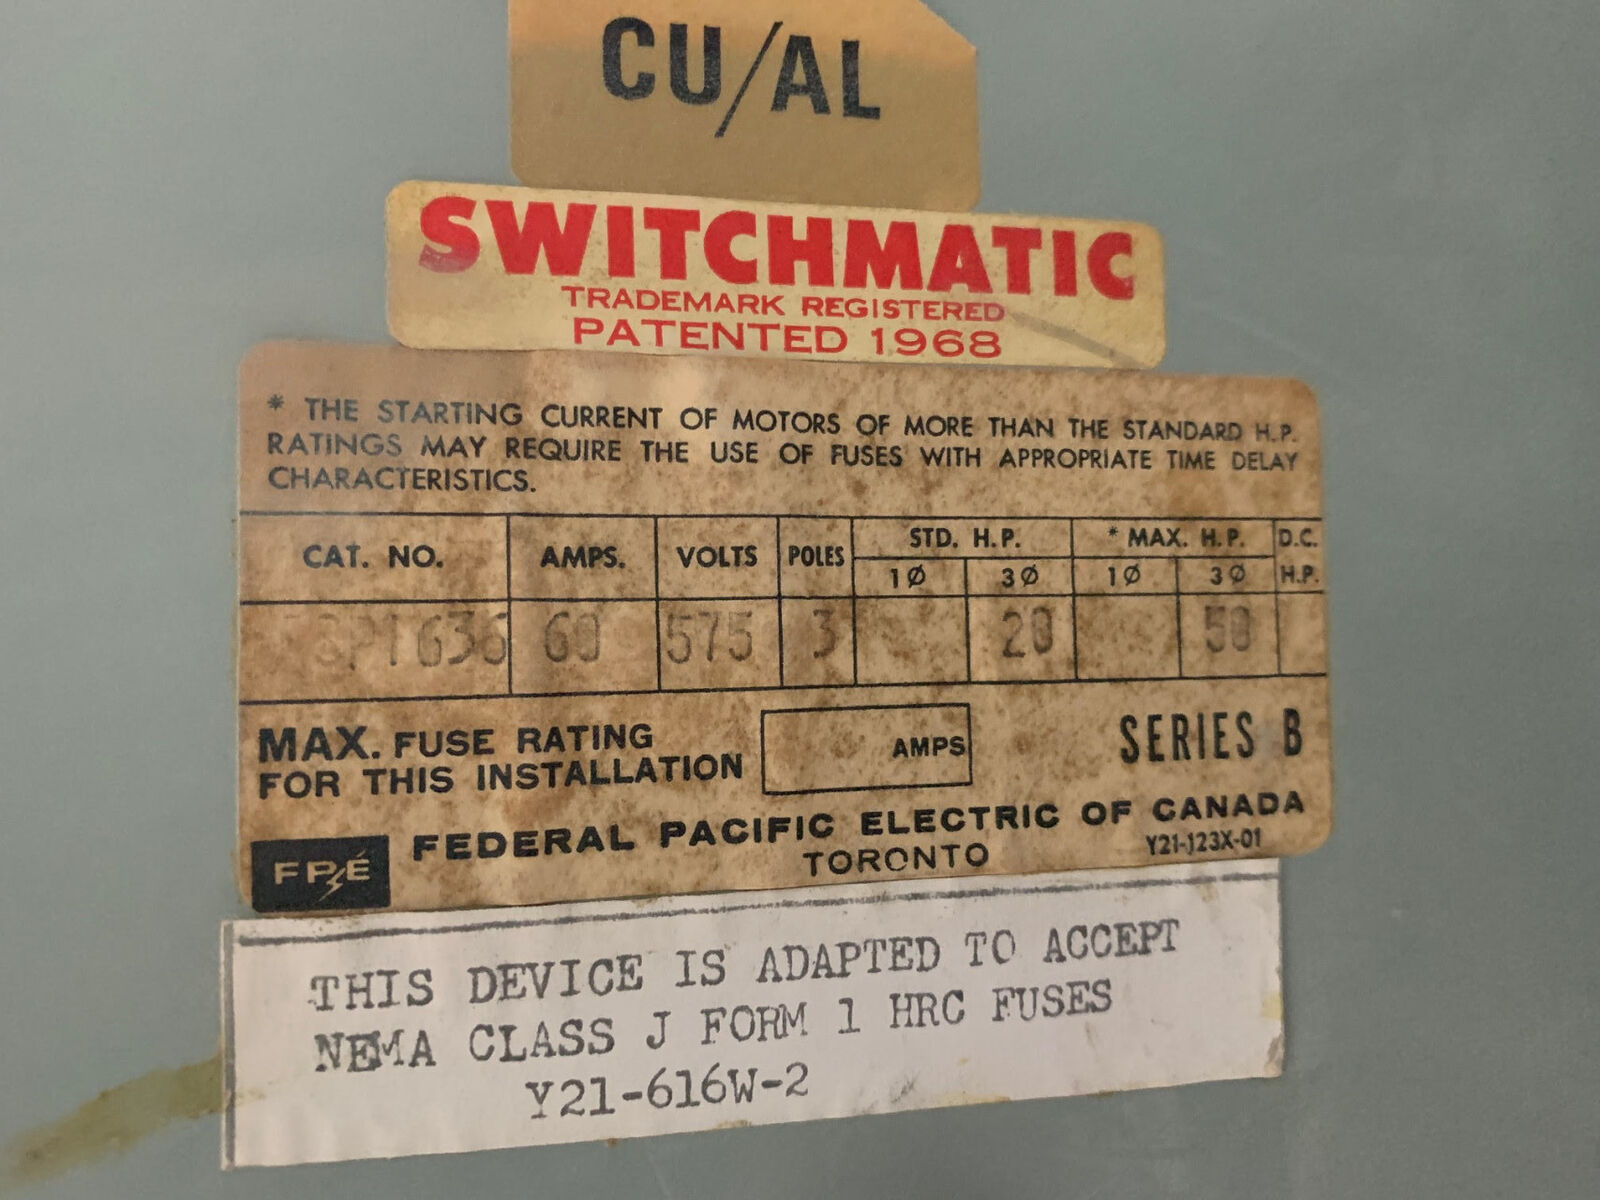 CU/AL
SWITCHMATIC
TRADEMARK REGISTERED
PATENTED 1968
* THE STARTING CURRENT OF MOTORS OF MORE THAN THE STANDARD H.P.
RATINGS MAY REQUIRE THE USE OF FUSES WITH APPROPRIATE TIME DELAY
CHARACTERISTICS.
CAT. NO. AMPS. VOLTS POLES STD. H.P. * MAX. H.P. D.C. H.P.
1Ø 3Ø 1Ø 3Ø
60 575 3 20 50
MAX. FUSE RATING
FOR THIS INSTALLATION AMPS SERIES B
FPE FEDERAL PACIFIC ELECTRIC OF CANADA
TORONTO Y21-123X-01
THIS DEVICE IS ADAPTED TO ACCEPT
NEMA CLASS J FORM 1 HRC FUSES
Y21-616W-2